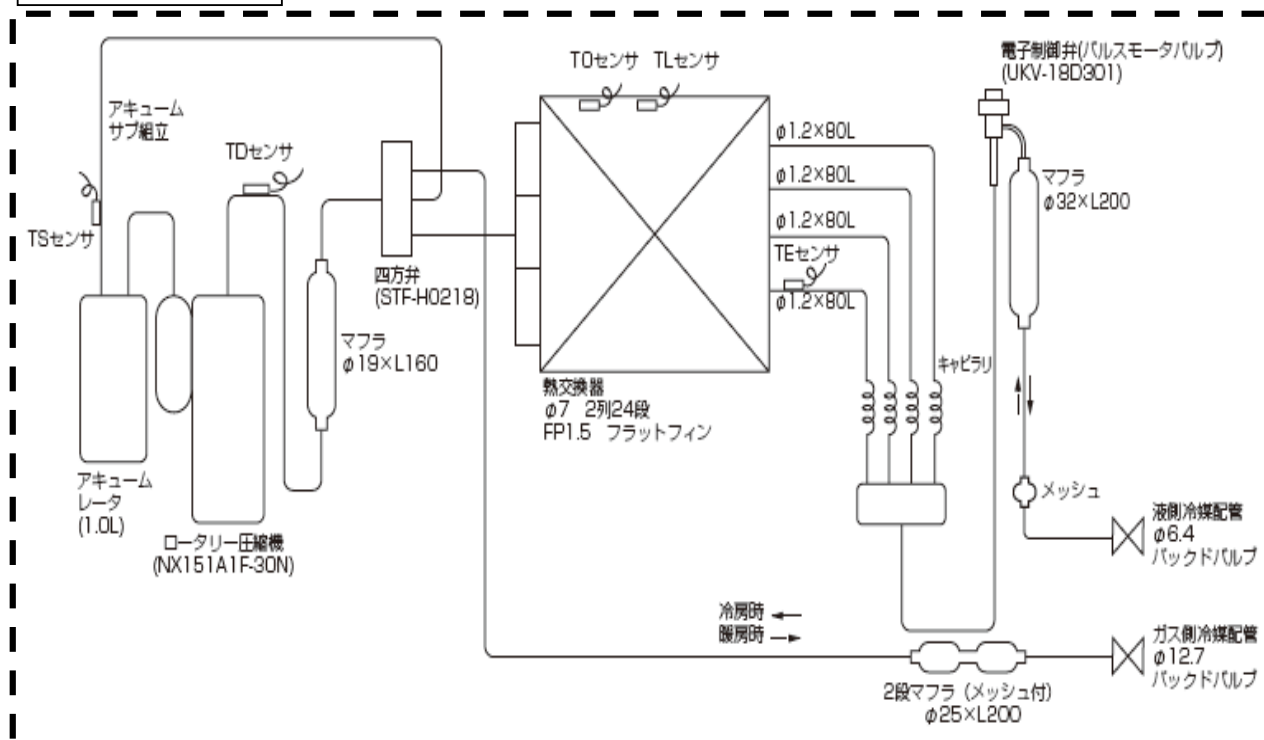 TOセンサ
TLセンサ
電子制御弁(パルスモータバルブ)
(UKV-18D301)
アキューム
サブ組立
TDセンサ
φ1.2×80L
φ1.2×80L
φ1.2×80L
TEセンサ
φ1.2×80L
マフラ
φ32×L200
TSセンサ
四方弁
(STF-H0218)
マフラ
φ19×L160
キャピラリ
熱交換器
φ7 2列24段
FP1.5 フラットフィン
アキューム
レータ
(1.0L)
メッシュ
液側冷媒配管
φ6.4
パックドバルブ
ロータリー圧縮機
(NX151A1F-30N)
冷房時
暖房時
ガス側冷媒配管
φ12.7
パックドバルブ
2段マフラ (メッシュ付)
φ25×L200